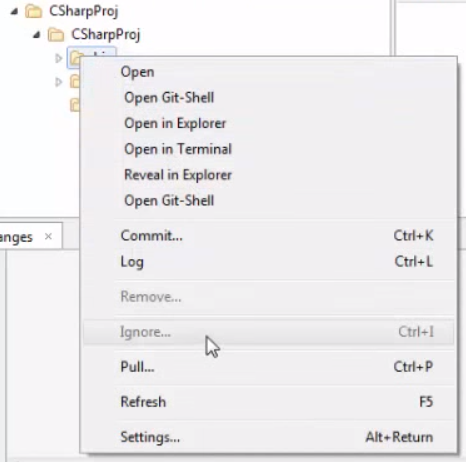 CSharpProj
CSharpProj
Open
Open Git-Shell
Open in Explorer
Open in Terminal
Reveal in Explorer
Open Git-Shell
anges ×
Commit... Ctrl+K
Log Ctrl+L
Remove...
Ignore... Ctrl+I
Pull... Ctrl+P
Refresh F5
Settings... Alt+Return